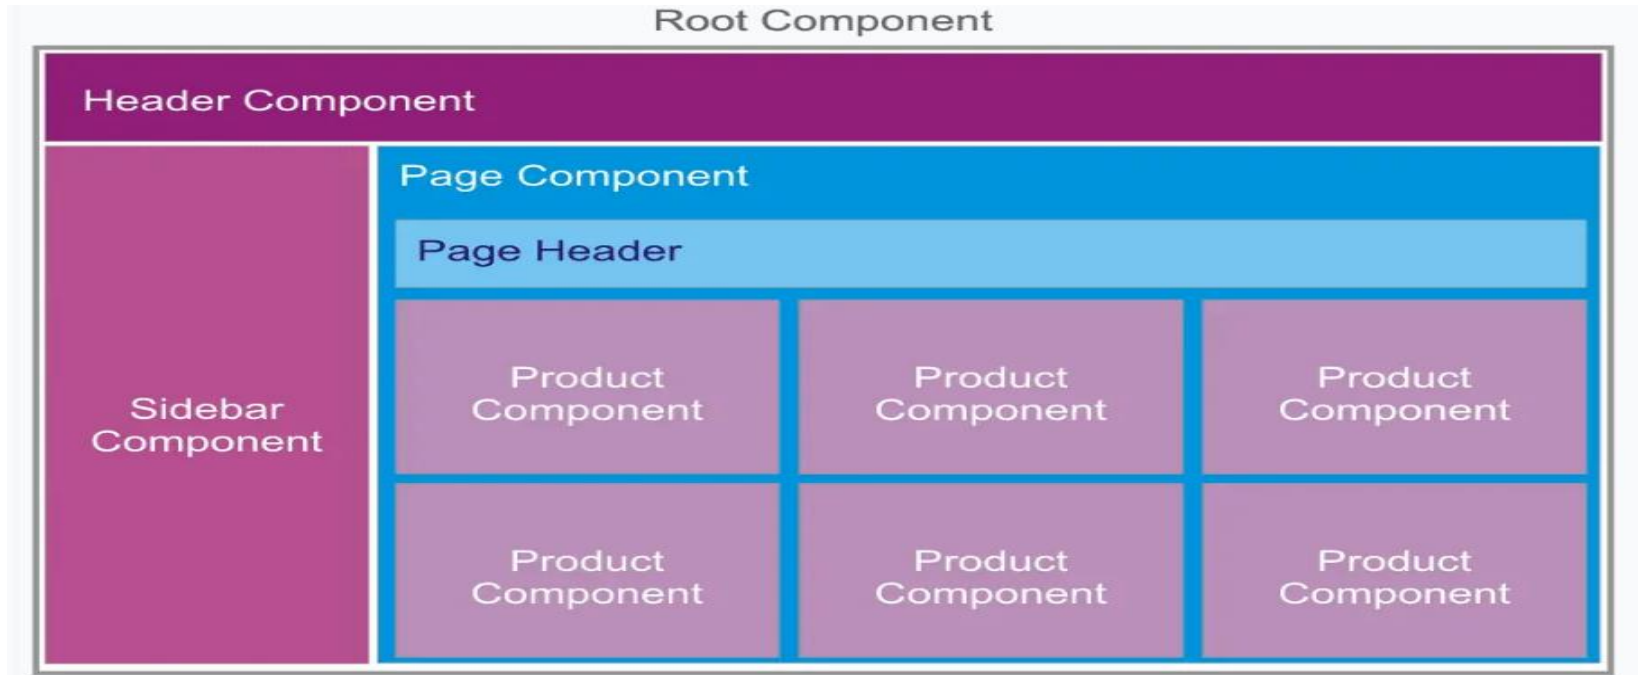 Root Component
Header Component
Page Component
Page Header
Sidebar
Component
Product
Component
Product
Component
Product
Component
Product
Component
Product
Component
Product
Component